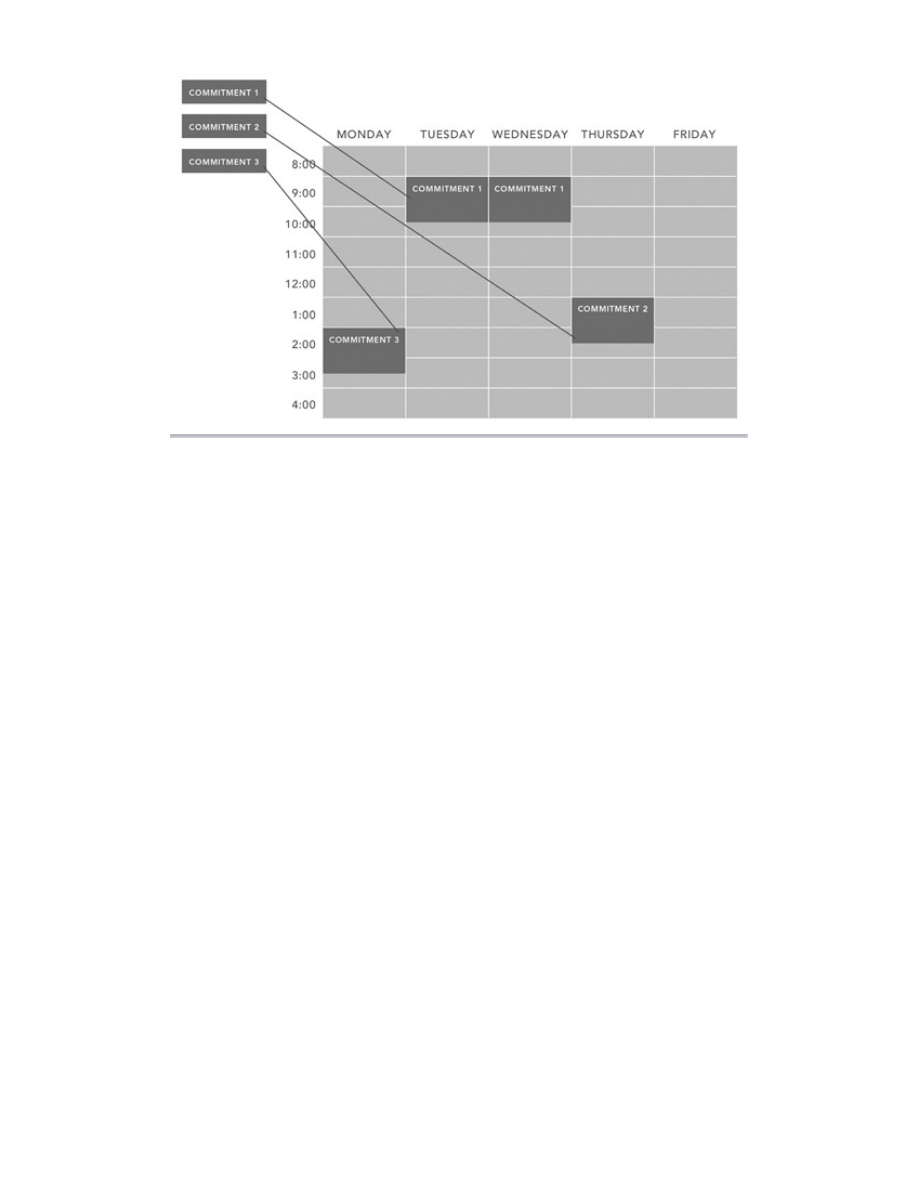 COMMITMENT 1
COMMITMENT 2
COMMITMENT 3
MONDAY TUESDAY WEDNESDAY THURSDAY FRIDAY
8:00
9:00 COMMITMENT 1 COMMITMENT 1
10:00
11:00
12:00
1:00 COMMITMENT 2
2:00 COMMITMENT 3
3:00
4:00